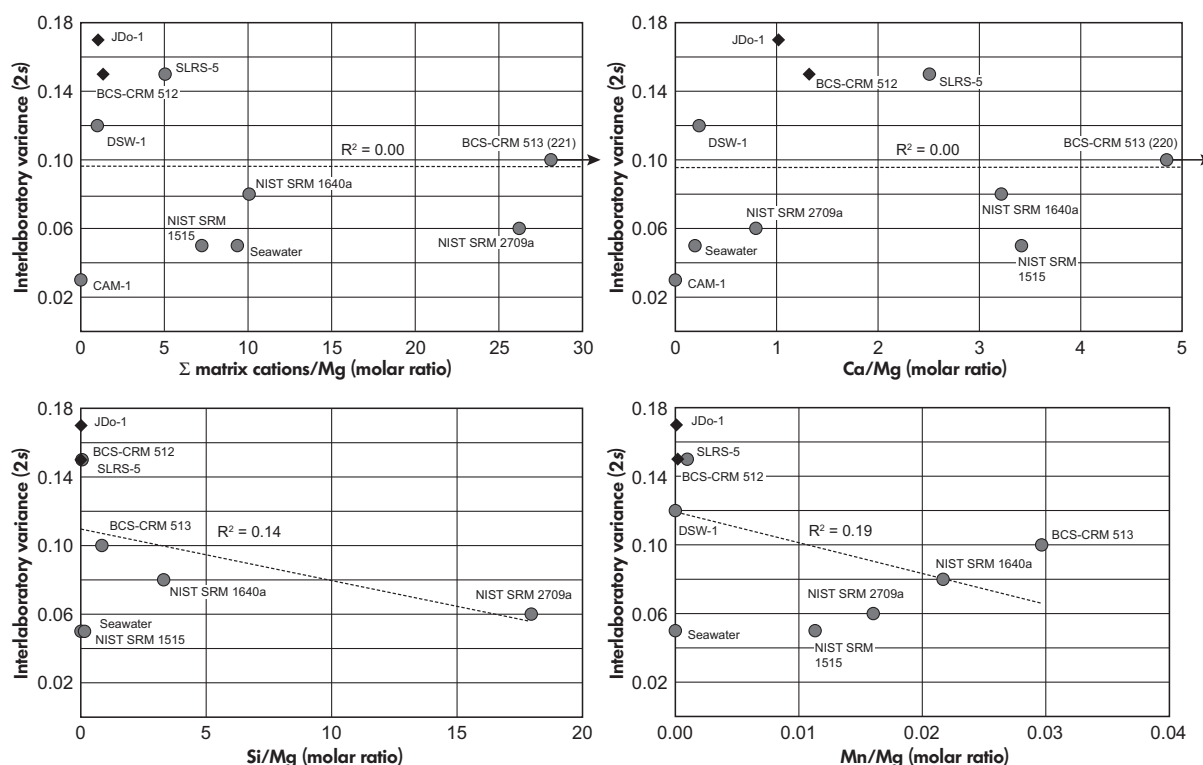 0.18
0.14
0.10
0.06
0.02
Interlaboratory variance (2s)
JDo-1
SLRS-5
BCS-CRM 512
DSW-1
R² = 0.00
BCS-CRM 513 (221)
NIST SRM 1640a
NIST SRM
1515
Seawater
NIST SRM 2709a
CAM-1
0 5 10 15 20 25 30
Σ matrix cations/Mg (molar ratio)
0.18
0.14
0.10
0.06
0.02
Interlaboratory variance (2s)
JDo-1
BCS-CRM 512
SLRS-5
DSW-1
R² = 0.00
BCS-CRM 513 (220)
NIST SRM 2709a
NIST SRM
1640a
Seawater
NIST SRM
1515
CAM-1
0 1 2 3 4 5
Ca/Mg (molar ratio)
0.18
0.14
0.10
0.06
0.02
Interlaboratory variance (2s)
JDo-1
BCS-CRM 512
SLRS-5
BCS-CRM 513
R² = 0.14
NIST SRM 1640a
NIST SRM 2709a
Seawater
NIST SRM 1515
0 5 10 15 20
Si/Mg (molar ratio)
0.18
0.14
0.10
0.06
0.02
Interlaboratory variance (2s)
JDo-1
SLRS-5
BCS-CRM 512
DSW-1
R² = 0.19
BCS-CRM 513
NIST SRM 1640a
NIST SRM 2709a
Seawater
NIST SRM
1515
0.00 0.01 0.02 0.03 0.04
Mn/Mg (molar ratio)